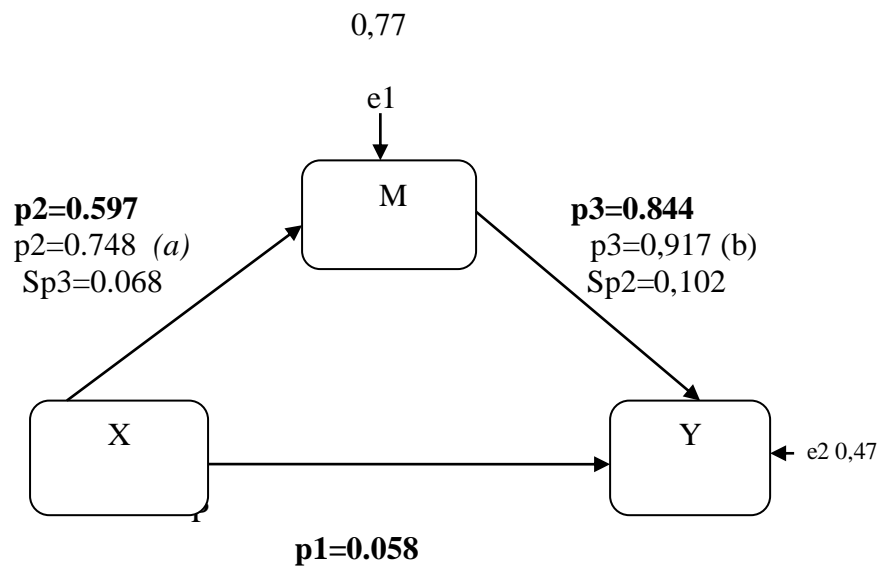 0,77
e1
M
p2=0.597
p2=0.748 (a)
Sp3=0.068
p3=0.844
p3=0,917 (b)
Sp2=0,102
X
Y
e2 0,47
p1=0.058